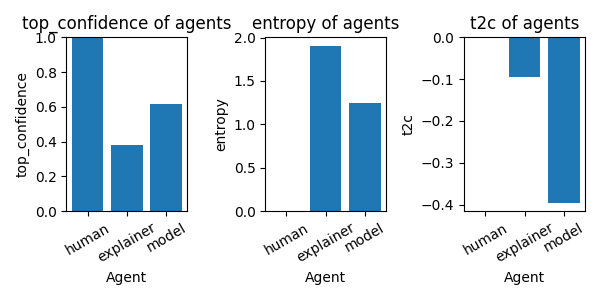 top_confidence of agents
entropy of agents
t2c of agents
1.0
0.8
0.6
0.4
0.2
0.0
top_confidence
human
explainer
model
Agent
2.0
1.5
1.0
0.5
0.0
entropy
human
explainer
model
Agent
0.0
−0.1
−0.2
−0.3
−0.4
t2c
human
explainer
model
Agent